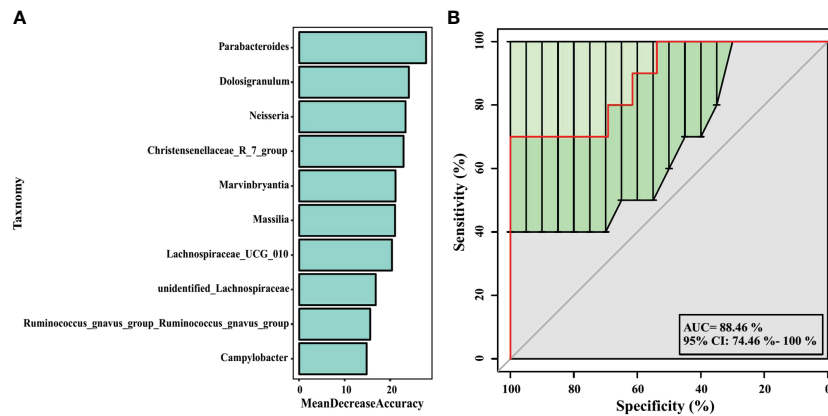 A
Taxnomy
Parabacteroides
Dolosigranulum
Neisseria
Christensenellaceae_R_7_group
Marvinbryantia
Massilia
Lachnospiraceae_UCG_010
unidentified_Lachnospiraceae
Ruminococcus_gnavus_group_Ruminococcus_gnavus_group
Campylobacter
0 10 20
MeanDecreaseAccuracy
B
Sensitivity (%)
100
80
60
40
20
0
AUC= 88.46 %
95% CI: 74.46 %- 100 %
100 80 60 40 20 0
Specificity (%)